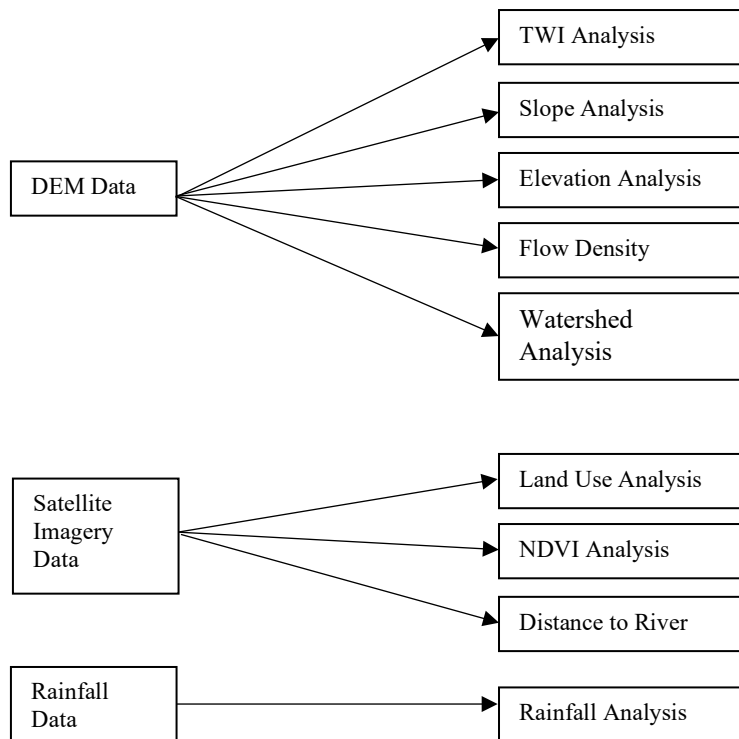 TWI Analysis
Slope Analysis
DEM Data
Elevation Analysis
Flow Density
Watershed
Analysis
Satellite
Imagery
Data
Land Use Analysis
NDVI Analysis
Distance to River
Rainfall
Data
Rainfall Analysis